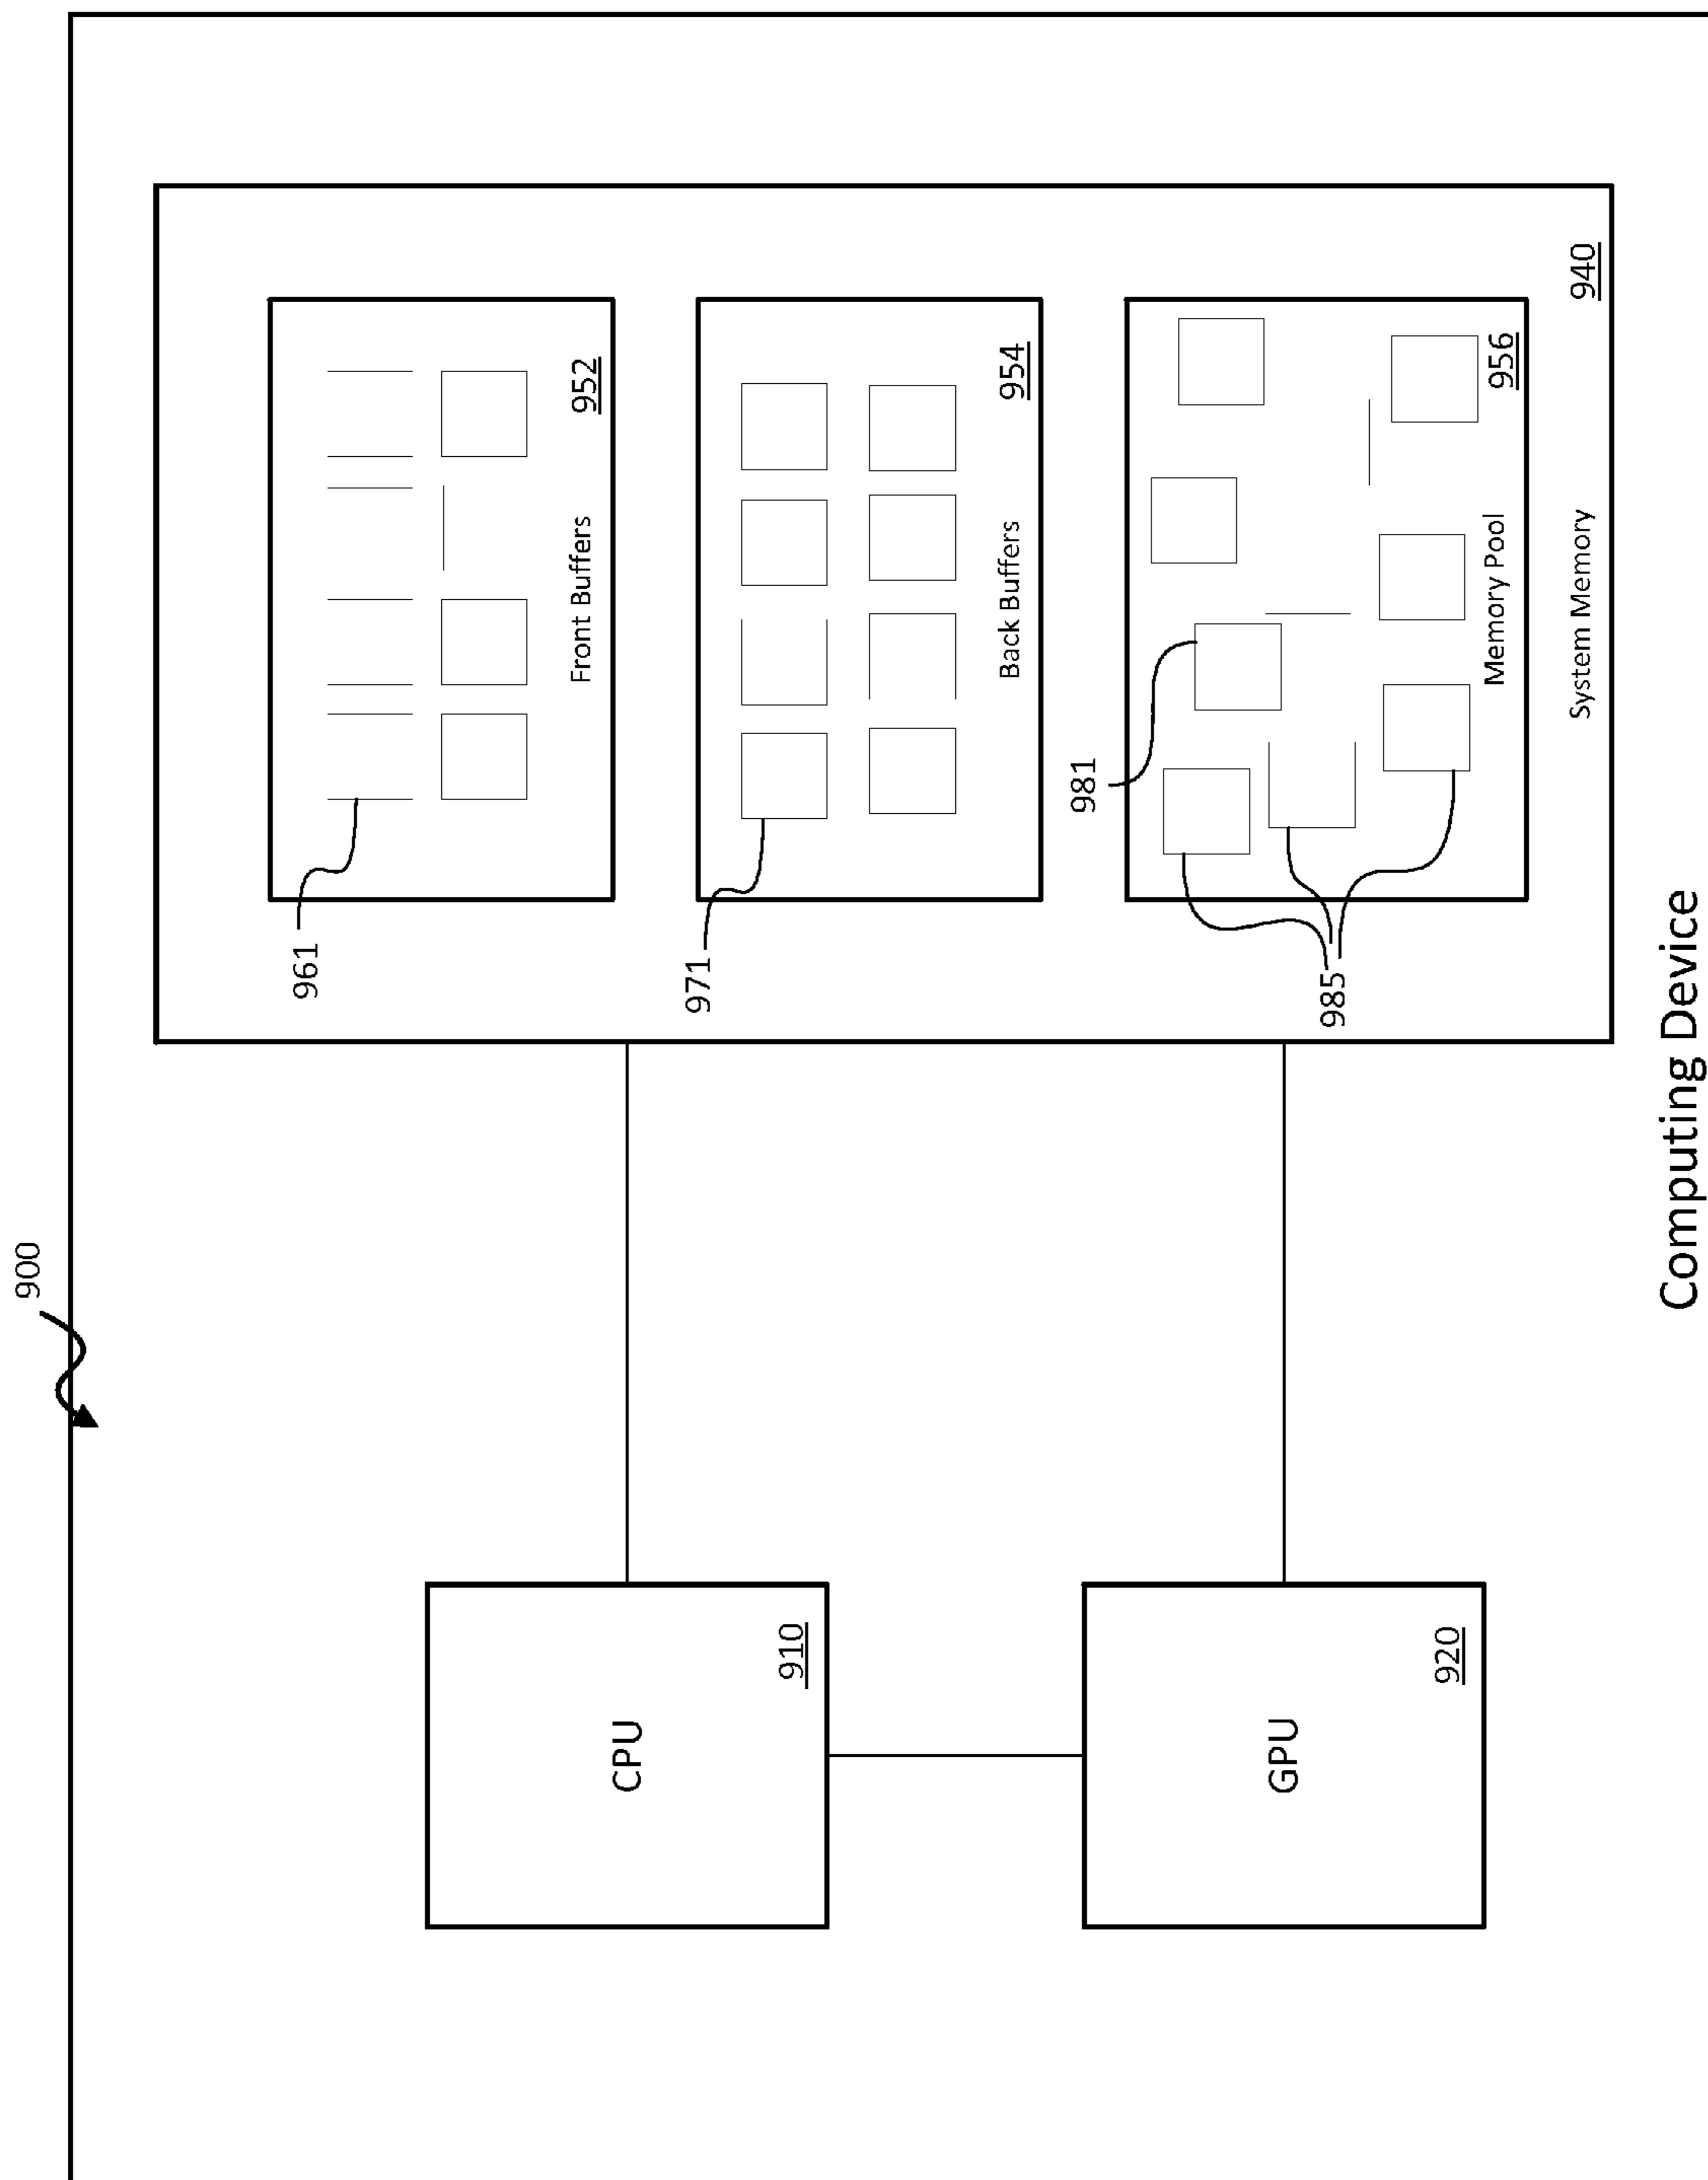 900
CPU
910
GPU
920
961
Front Buffers
952
971
Back Buffers
954
981
985
Memory Pool
956
System Memory
940
Computing Device